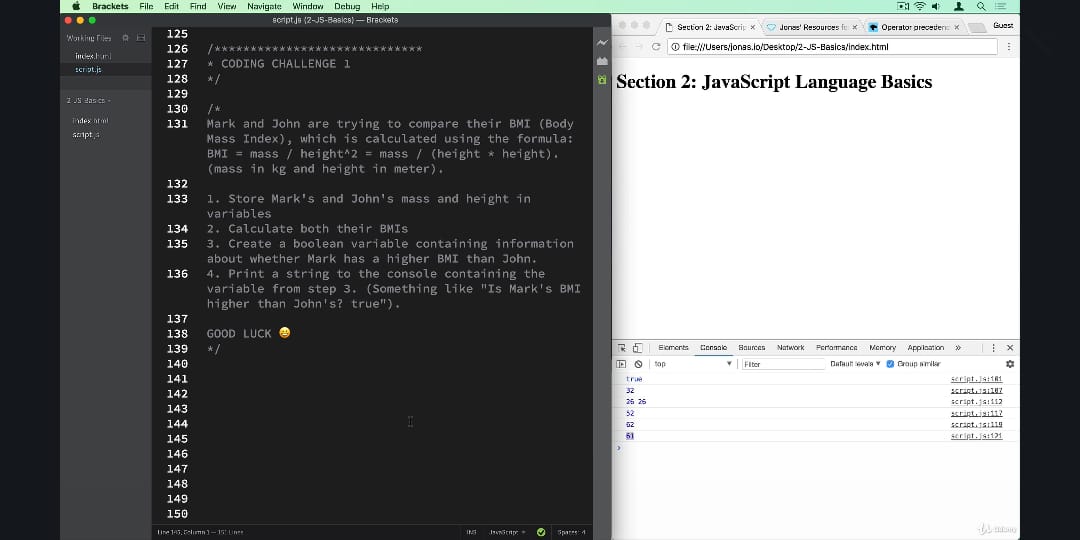 Brackets File Edit Find View Navigate Window Debug Help
script.js (2-JS-Basics) — Brackets
Guest
Section 2: JavaScrip
Jonas' Resources fo
Operator precedenc
file:///Users/jonas.io/Desktop/2-JS-Basics/index.html
Working Files
index.html
script.js
2-JS-Basics
index.html
script.js
125
126 /*****************************
127 * CODING CHALLENGE 1
128 */
129
130 /*
131 Mark and John are trying to compare their BMI (Body
Mass Index), which is calculated using the formula:
BMI = mass / height^2 = mass / (height * height).
(mass in kg and height in meter).
132
133 1. Store Mark's and John's mass and height in
variables
134 2. Calculate both their BMIs
135 3. Create a boolean variable containing information
about whether Mark has a higher BMI than John.
136 4. Print a string to the console containing the
variable from step 3. (Something like "Is Mark's BMI
higher than John's? true").
137
138 GOOD LUCK 😀
139 */
140
141
142
143
144
145
146
147
148
149
150
Line 145, Column 1 — 151 Lines
INS JavaScript Spaces: 4
Section 2: JavaScript Language Basics
Elements Console Sources Network Performance Memory Application »
top Filter Default levels ▼ Group similar
true script.js:101
32 script.js:107
26 26 script.js:112
52 script.js:117
62 script.js:119
61 script.js:121
>
Udemy